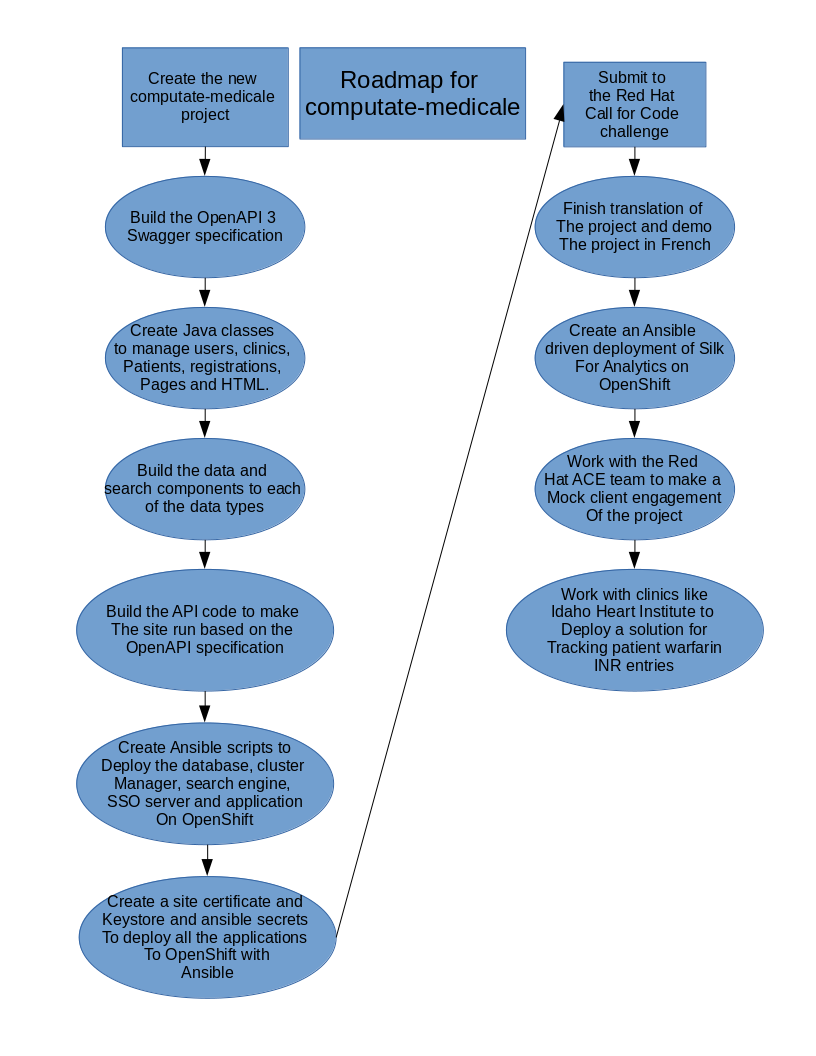 Roadmap for
computate-medicale
Create the new
computate-medicale
project
Build the OpenAPI 3
Swagger specification
Create Java classes
to manage users, clinics,
Patients, registrations,
Pages and HTML.
Build the data and
search components to each
of the data types
Build the API code to make
The site run based on the
OpenAPI specification
Create Ansible scripts to
Deploy the database, cluster
Manager, search engine,
SSO server and application
On OpenShift
Create a site certificate and
Keystore and ansible secrets
To deploy all the applications
To OpenShift with
Ansible
Submit to
the Red Hat
Call for Code
challenge
Finish translation of
The project and demo
The project in French
Create an Ansible
driven deployment of Silk
For Analytics on
OpenShift
Work with the Red
Hat ACE team to make a
Mock client engagement
Of the project
Work with clinics like
Idaho Heart Institute to
Deploy a solution for
Tracking patient warfarin
INR entries